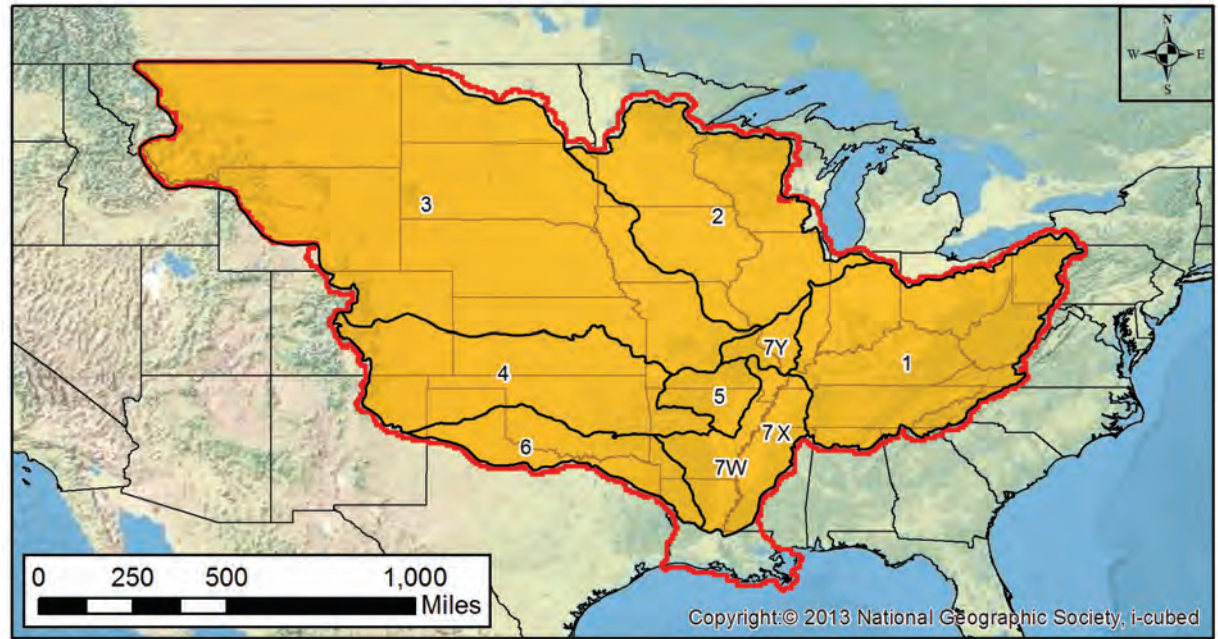 N
W E
S
3
2
1
7Y
4
5
7X
6
7W
0 250 500 1,000
Miles
Copyright:© 2013 National Geographic Society, i-cubed